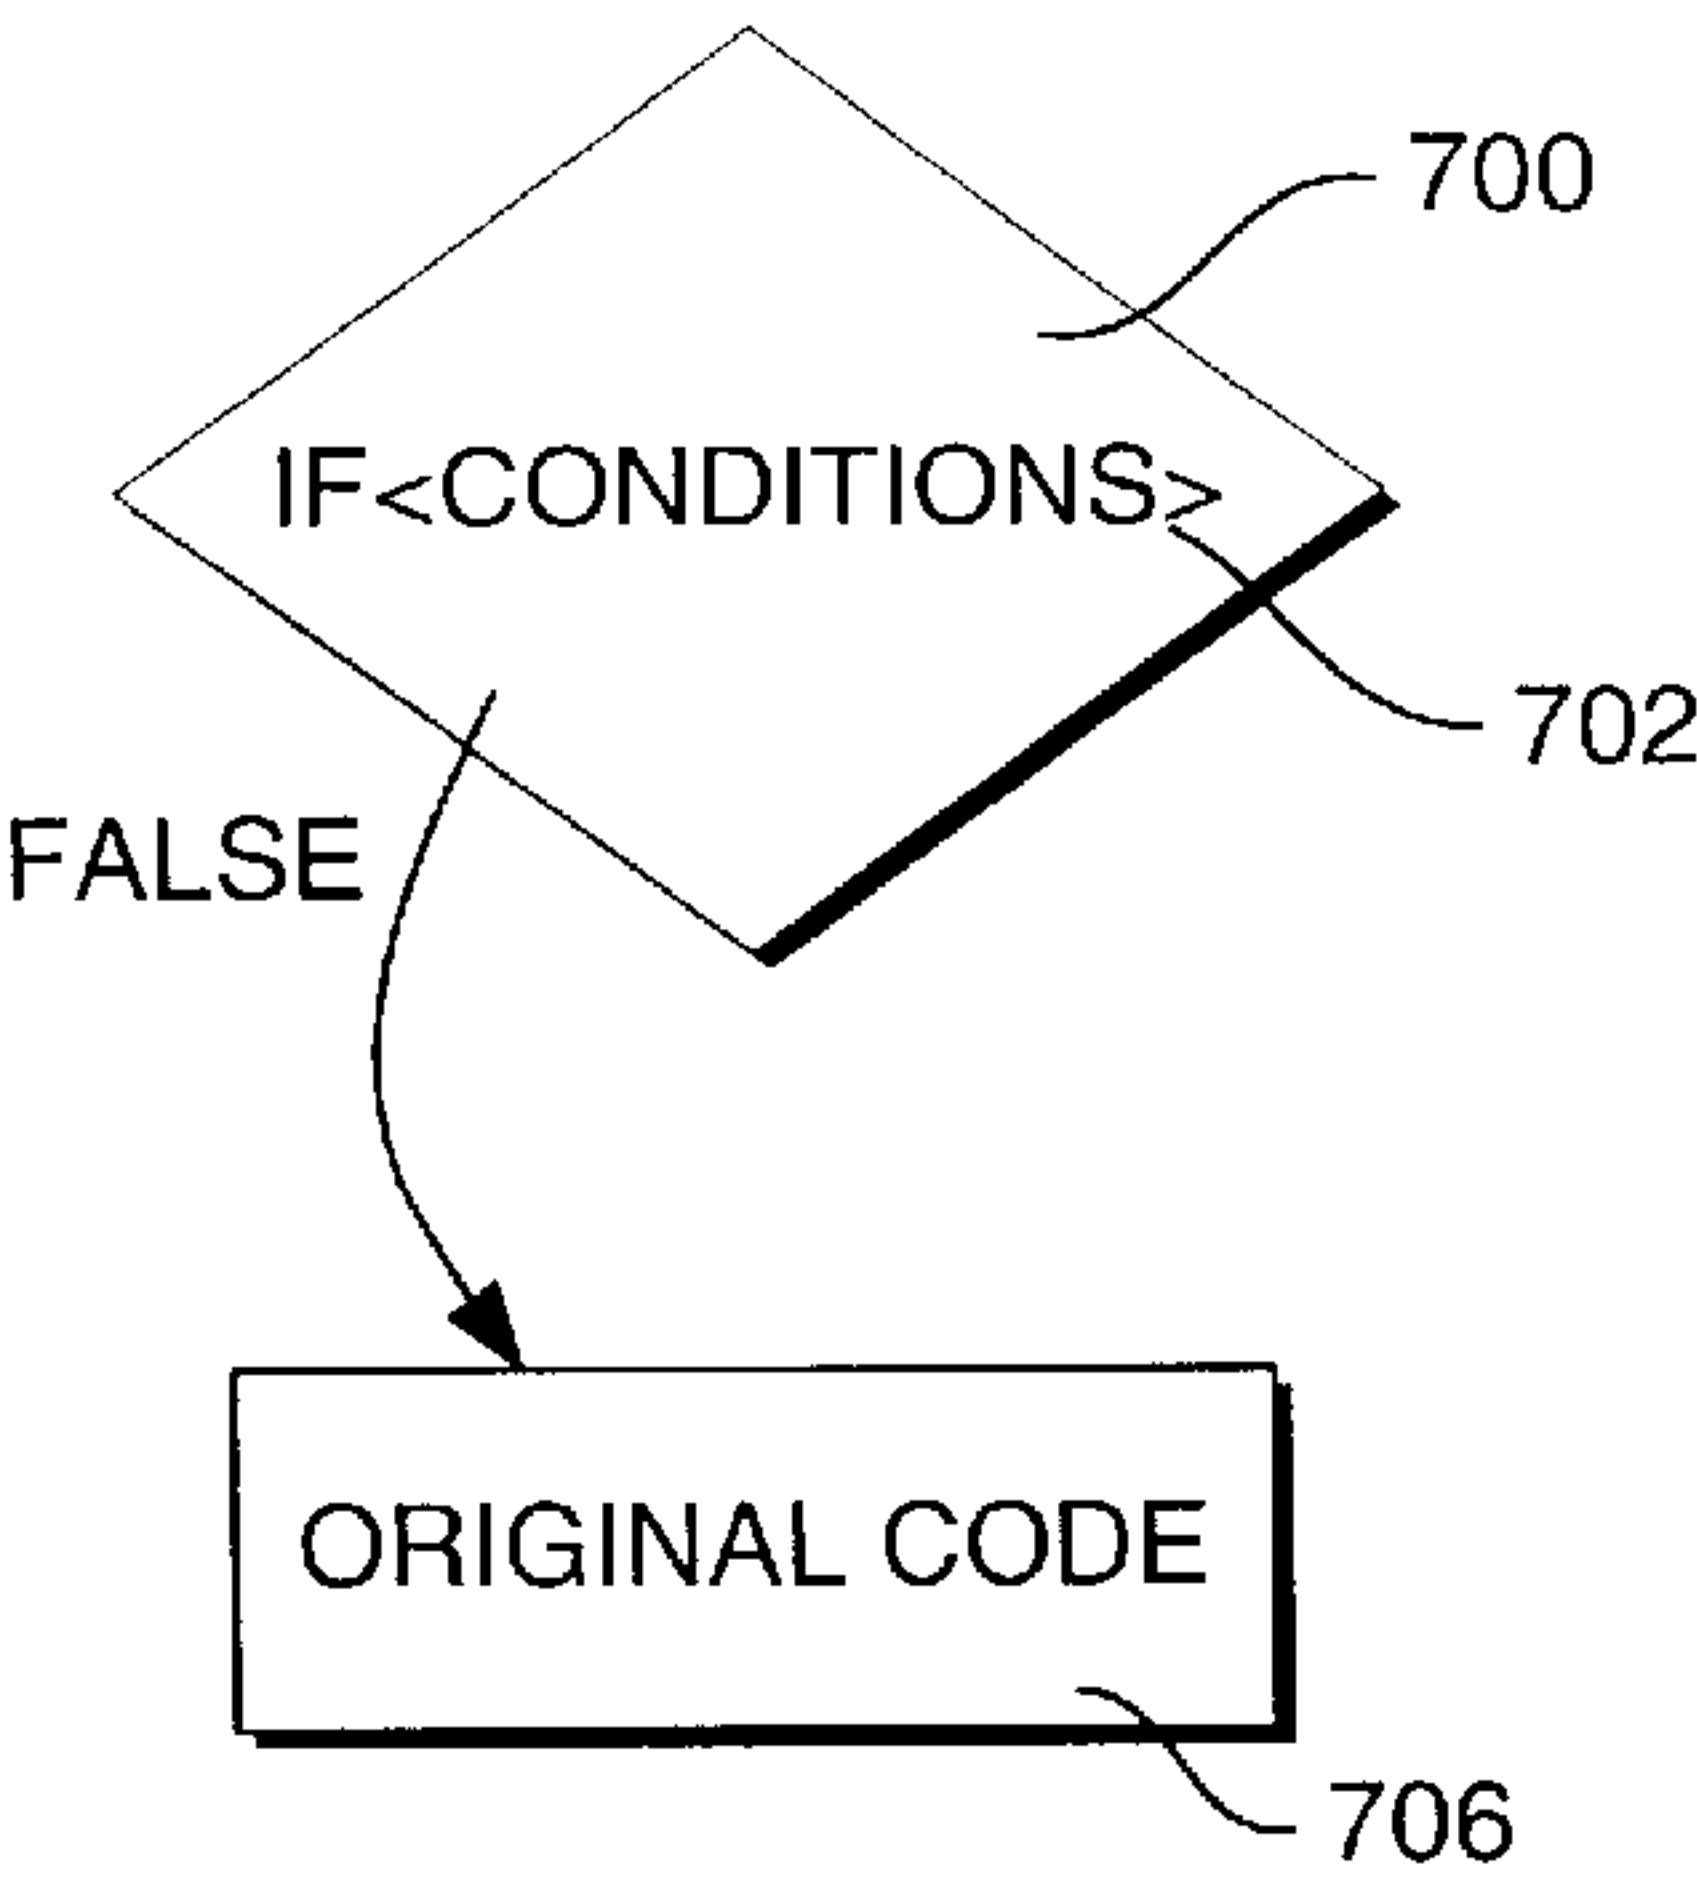 700
IF<CONDITIONS>
702
FALSE
ORIGINAL CODE
706